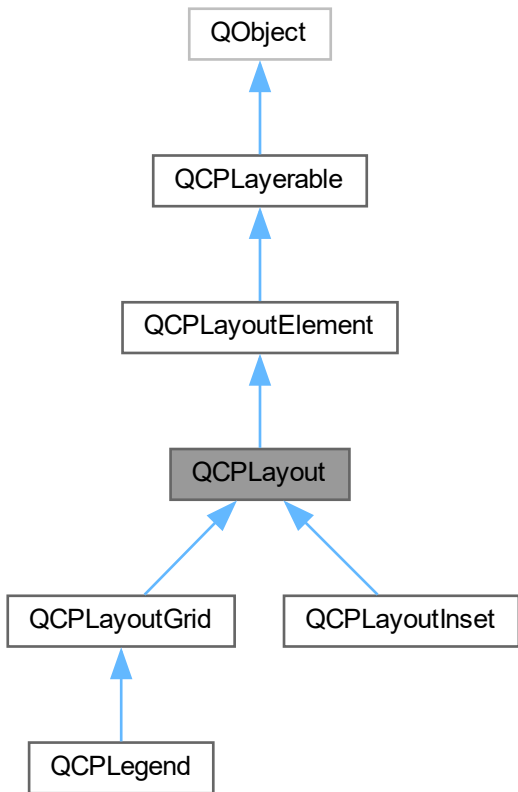 QObject
QCPLayerable
QCPLayoutElement
QCPLayout
QCPLayoutGrid
QCPLayoutInset
QCPLegend